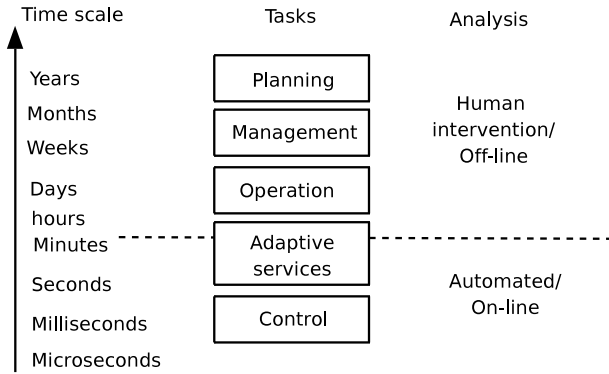 Time scale
Tasks
Analysis
Years
Planning
Months
Human
intervention/
Off-line
Management
Weeks
Days
Operation
hours
Minutes
Adaptive
services
Seconds
Automated/
On-line
Milliseconds
Control
Microseconds